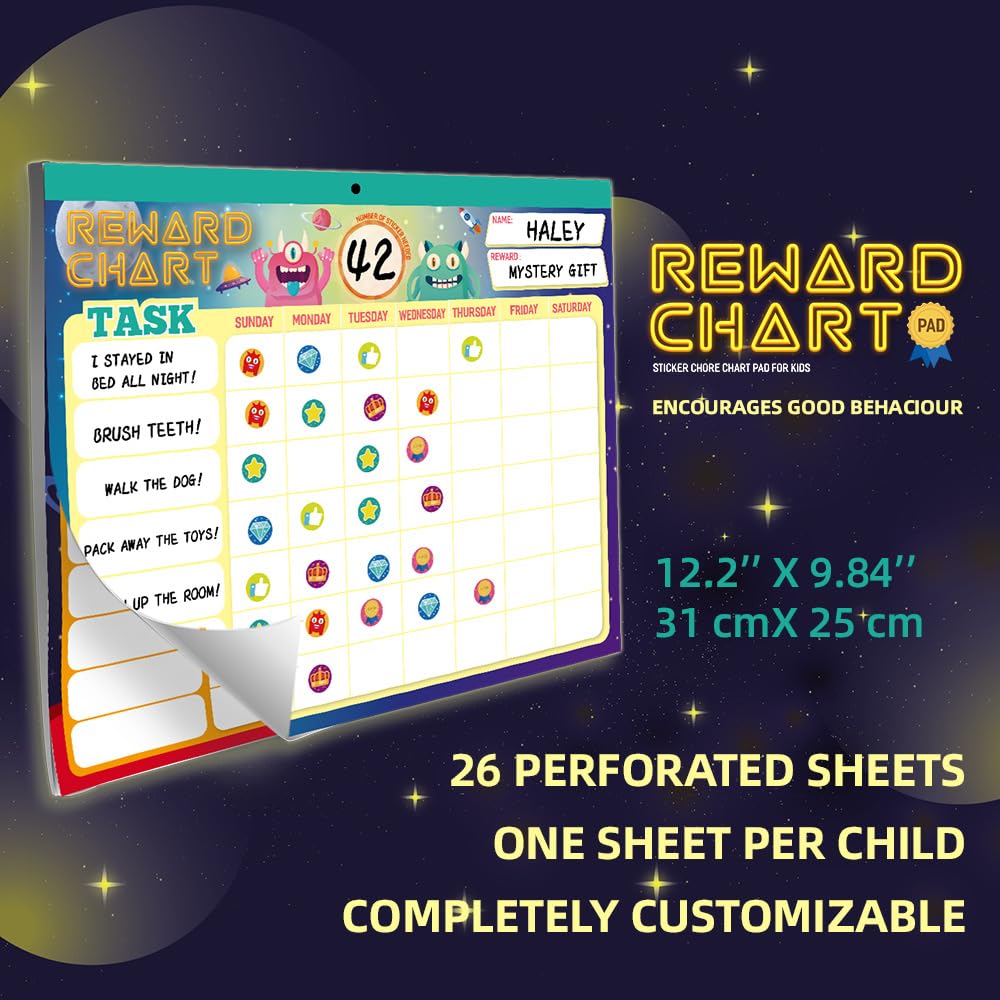 REWARD
CHART
NUMBER OF STICKER NEEDED
42
NAME:
HALEY
REWARD:
MYSTERY GIFT
TASK
SUNDAY MONDAY TUESDAY WEDNESDAY THURSDAY FRIDAY SATURDAY
I STAYED IN
BED ALL NIGHT!
BRUSH TEETH!
WALK THE DOG!
PACK AWAY THE TOYS!
UP THE ROOM!
REWARD
CHART
PAD
STICKER CHORE CHART PAD FOR KIDS
ENCOURAGES GOOD BEHACIOUR
12.2’’ X 9.84’’
31 cmX 25 cm
26 PERFORATED SHEETS
ONE SHEET PER CHILD
COMPLETELY CUSTOMIZABLE